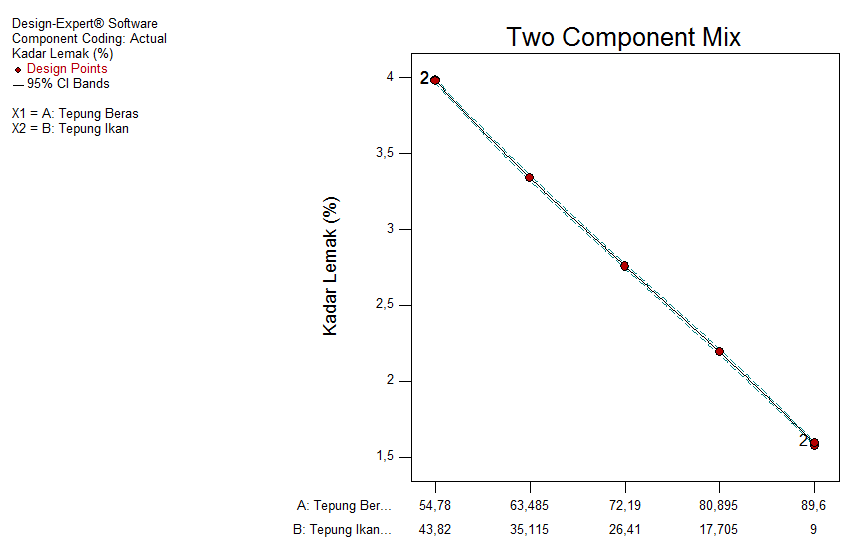 Design-Expert® Software
Component Coding: Actual
Kadar Lemak (%)
Design Points
95% CI Bands
X1 = A: Tepung Beras
X2 = B: Tepung Ikan
Two Component Mix
Kadar Lemak (%)
4
3,5
3
2,5
2
1,5
2
2
A: Tepung Ber... 54,78 63,485 72,19 80,895 89,6
B: Tepung Ikan... 43,82 35,115 26,41 17,705 9